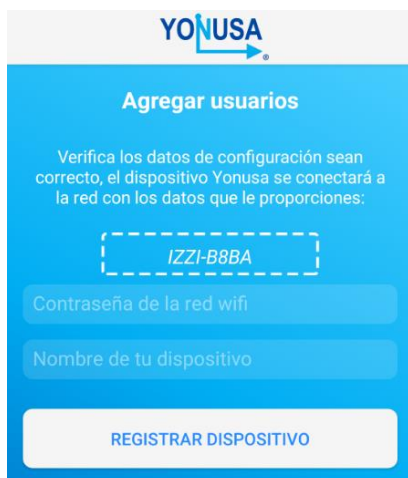 YONUSA
®
Agregar usuarios
Verifica los datos de configuración sean
correcto, el dispositivo Yonusa se conectará a
la red con los datos que le proporciones:
IZZI-B8BA
Contraseña de la red wifi
Nombre de tu dispositivo
REGISTRAR DISPOSITIVO